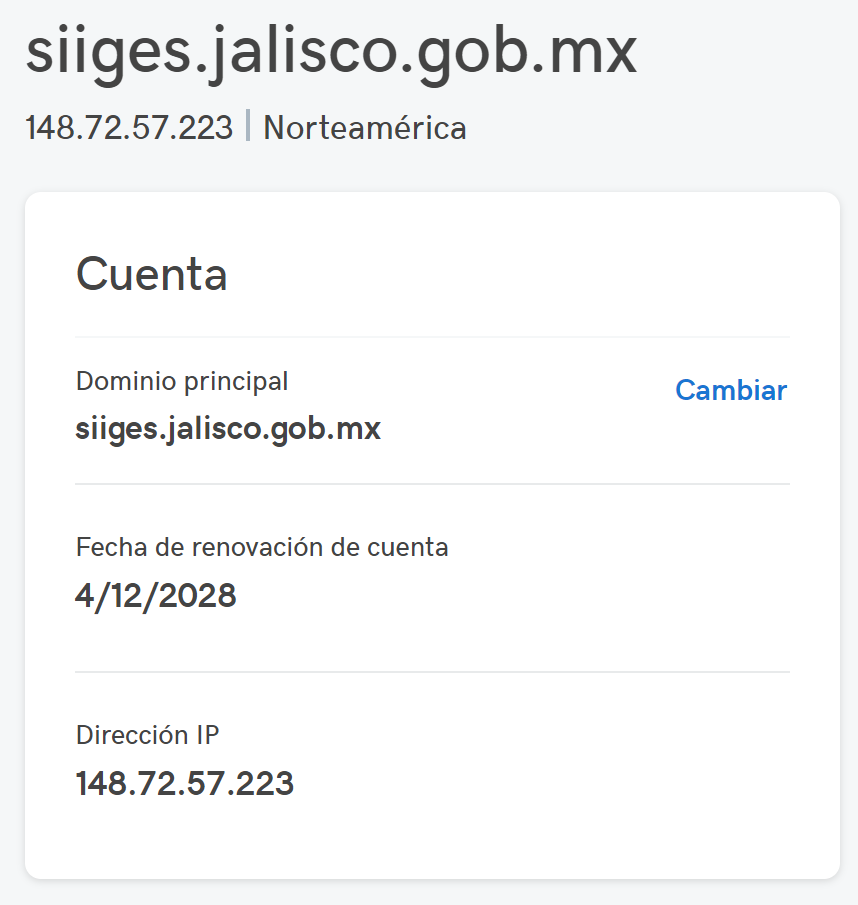 siiges.jalisco.gob.mx
148.72.57.223 | Norteamérica
Cuenta
Dominio principal
Cambiar
siiges.jalisco.gob.mx
Fecha de renovación de cuenta
4/12/2028
Dirección IP
148.72.57.223